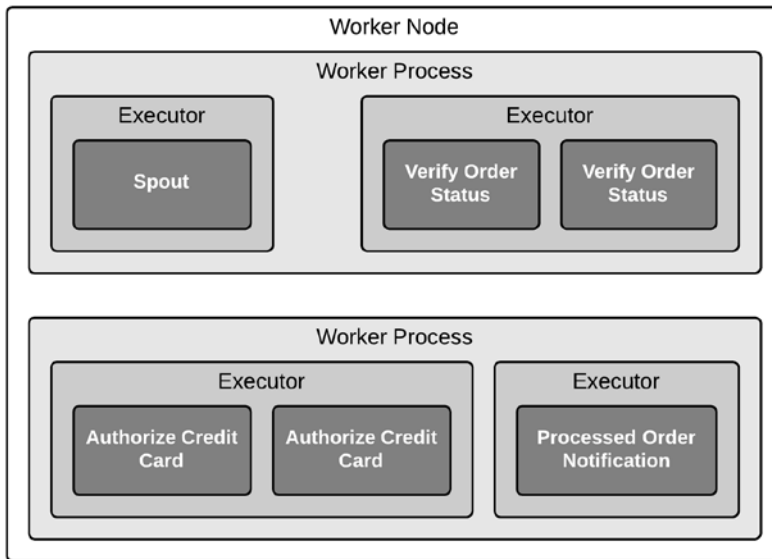 Worker Node
Worker Process
Executor
Spout
Executor
Verify Order
Status
Verify Order
Status
Worker Process
Executor
Authorize Credit
Card
Authorize Credit
Card
Executor
Processed Order
Notification